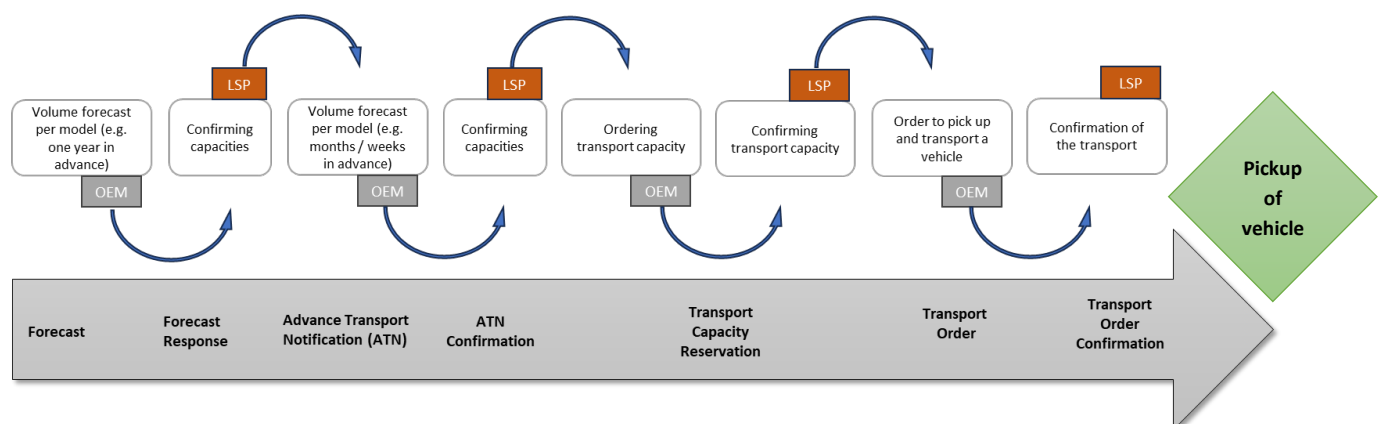 LSP
Volume forecast
per model (e.g.
one year in
advance)
OEM
Confirming
capacities
LSP
Volume forecast
per model (e.g.
months / weeks
in advance)
OEM
Confirming
capacities
LSP
Ordering
transport capacity
OEM
Confirming
transport capacity
LSP
Order to pick up
and transport a
vehicle
OEM
Confirmation of
the transport
LSP
Pickup
of
vehicle
Forecast
Forecast
Response
Advance Transport
Notification (ATN)
ATN
Confirmation
Transport
Capacity
Reservation
Transport
Order
Transport
Order
Confirmation